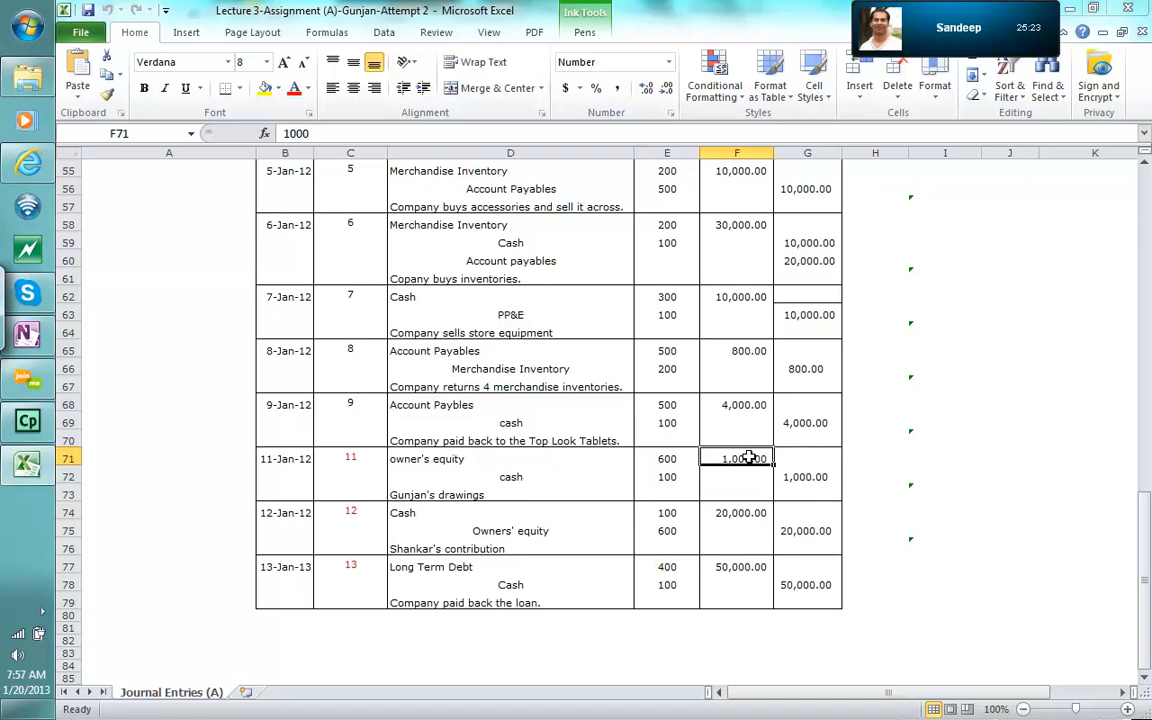 Lecture 3-Assignment (A)-Gunjan-Attempt 2 - Microsoft Excel
Ink Tools
Sandeep 25:23
File Home Insert Page Layout Formulas Data Review View PDF Pens
Verdana 8 Wrap Text Number
Paste B I U A Merge & Center $ % , Conditional Formatting Format as Table Cell Styles Insert Delete Format Sort & Filter Find & Select Sign and Encrypt
Clipboard Font Alignment Number Styles Cells Editing Privacy
F71 fx 1000
A B C D E F G H I J K
55 5-Jan-12 5 Merchandise Inventory 200 10,000.00
56 Account Payables 500 10,000.00
57 Company buys accessories and sell it across.
58 6-Jan-12 6 Merchandise Inventory 200 30,000.00
59 Cash 100 10,000.00
60 Account payables 20,000.00
61 Copany buys inventories.
62 7-Jan-12 7 Cash 300 10,000.00
63 PP&E 100 10,000.00
64 Company sells store equipment
65 8-Jan-12 8 Account Payables 500 800.00
66 Merchandise Inventory 200 800.00
67 Company returns 4 merchandise inventories.
68 9-Jan-12 9 Account Paybles 500 4,000.00
69 cash 100 4,000.00
70 Company paid back to the Top Look Tablets.
71 11-Jan-12 11 owner's equity 600 1,000.00
72 cash 100 1,000.00
73 Gunjan's drawings
74 12-Jan-12 12 Cash 100 20,000.00
75 Owners' equity 600 20,000.00
76 Shankar's contribution
77 13-Jan-13 13 Long Term Debt 400 50,000.00
78 Cash 100 50,000.00
79 Company paid back the loan.
80
81
82
83
84
85
7:57 AM
1/20/2013
Journal Entries (A)
Ready 100%